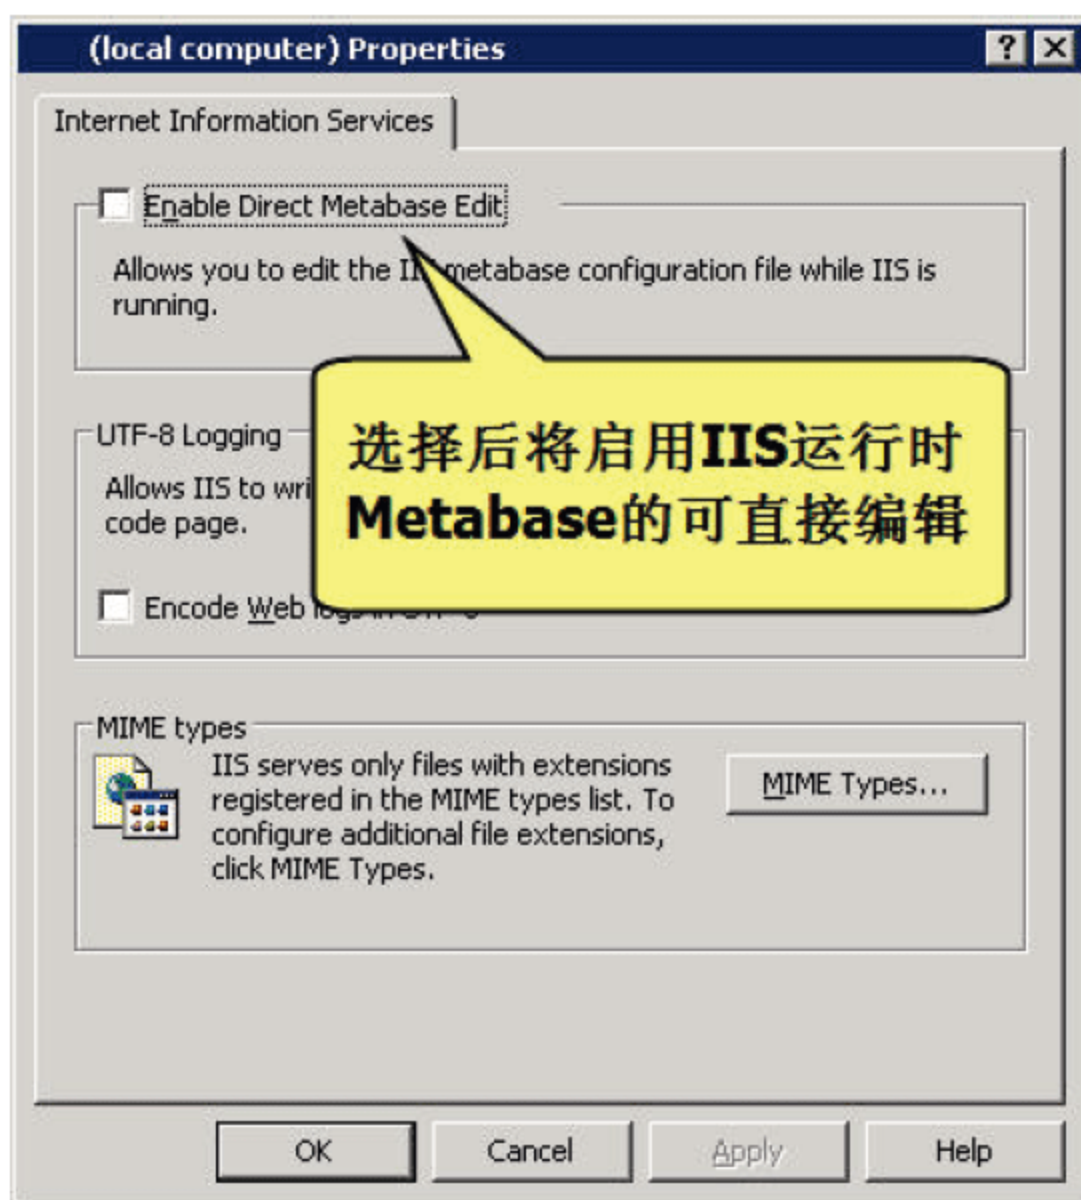 (local computer) Properties
Internet Information Services
Enable Direct Metabase Edit
Allows you to edit the metabase configuration file while IIS is
running.
选择后将启用IIS运行时
Metabase的可直接编辑
UTF-8 Logging
Allows IIS to
code page.
Encode Web
MIME types
IIS serves only files with extensions
registered in the MIME types list. To
configure additional file extensions,
click MIME Types.
MIME Types...
OK
Cancel
Apply
Help